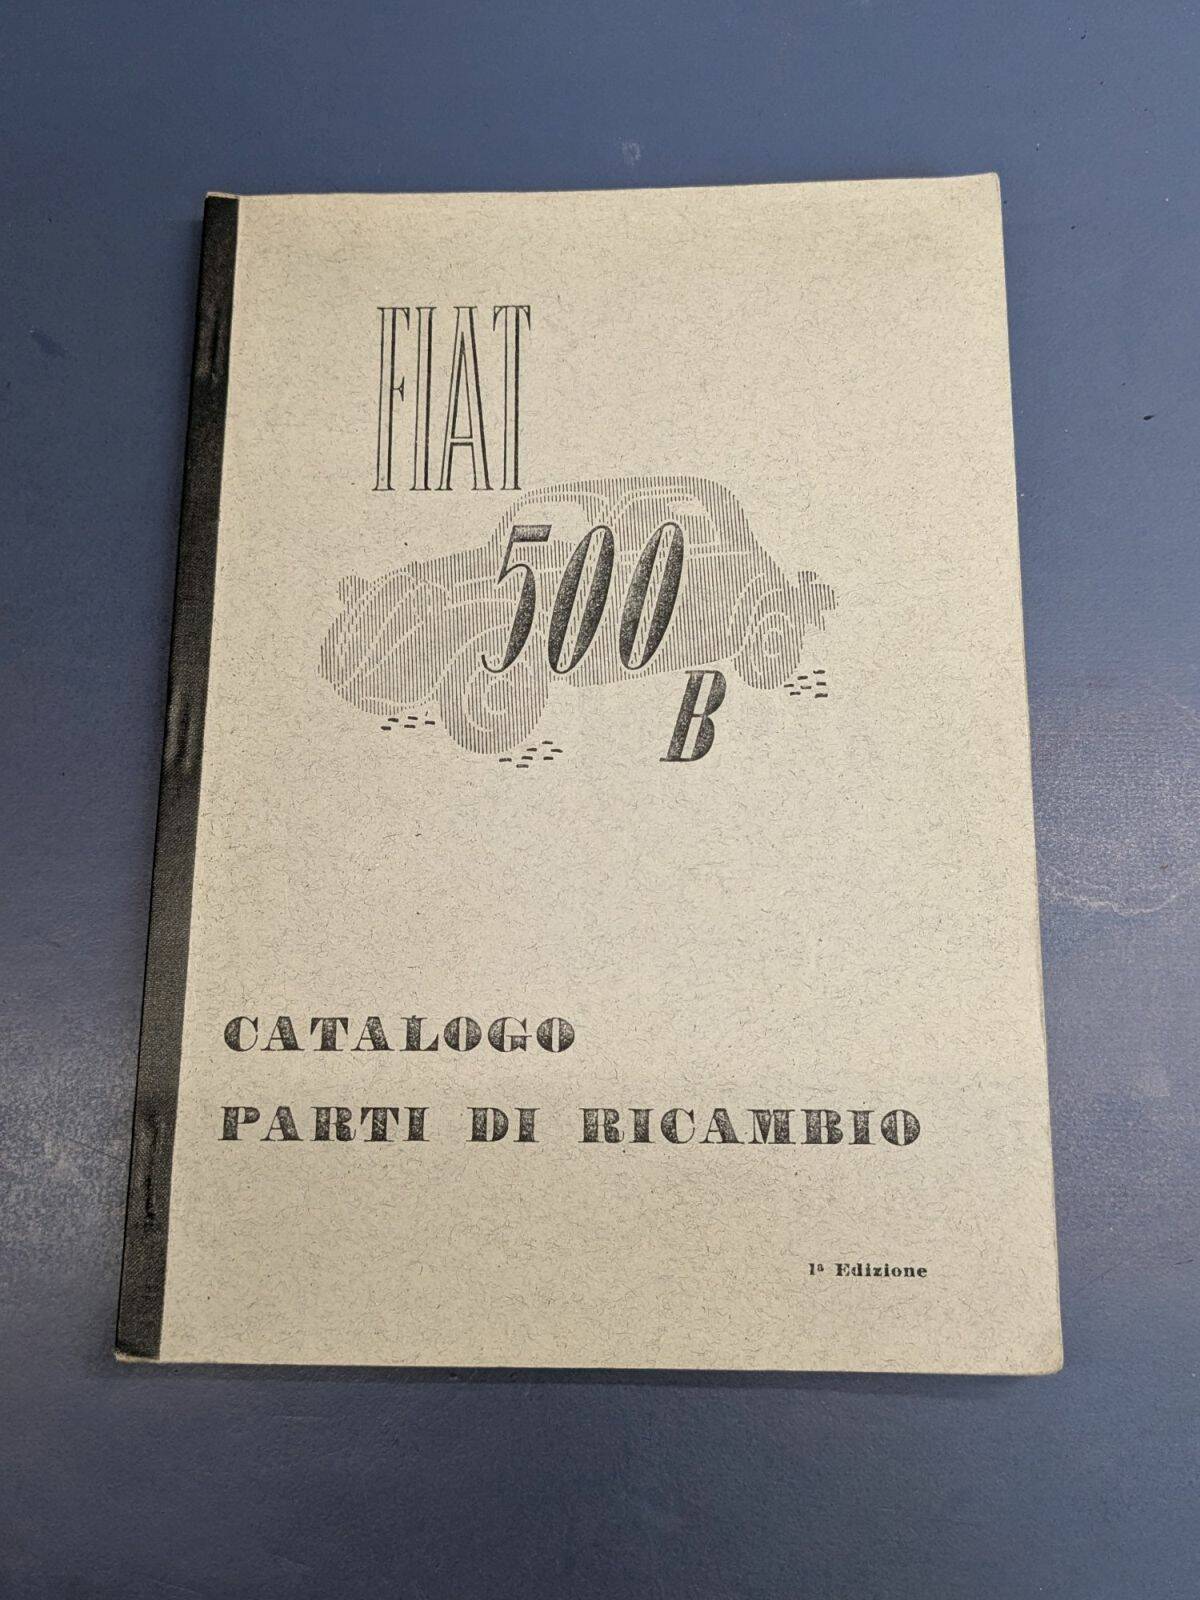 FIAT
500
B
CATALOGO
PARTI DI RICAMBIO
1ª Edizione